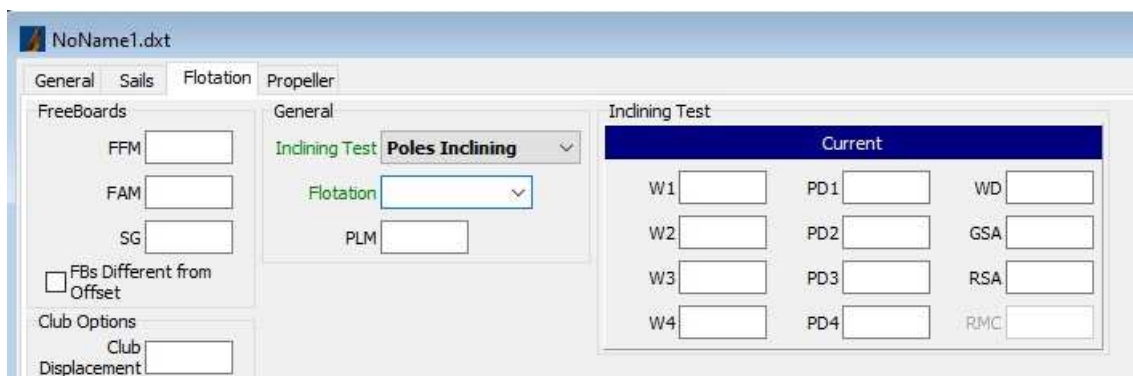 NoName1.dxt
General Sails Flotation Propeller
FreeBoards General Inclining Test
FFM Inclining Test Poles Inclining Current
FAM Flotation W1 PD1 WD
SG PLM W2 PD2 GSA
FBs Different from
Offset
W3 PD3 RSA
Club Options W4 PD4 RMC
Club
Displacement